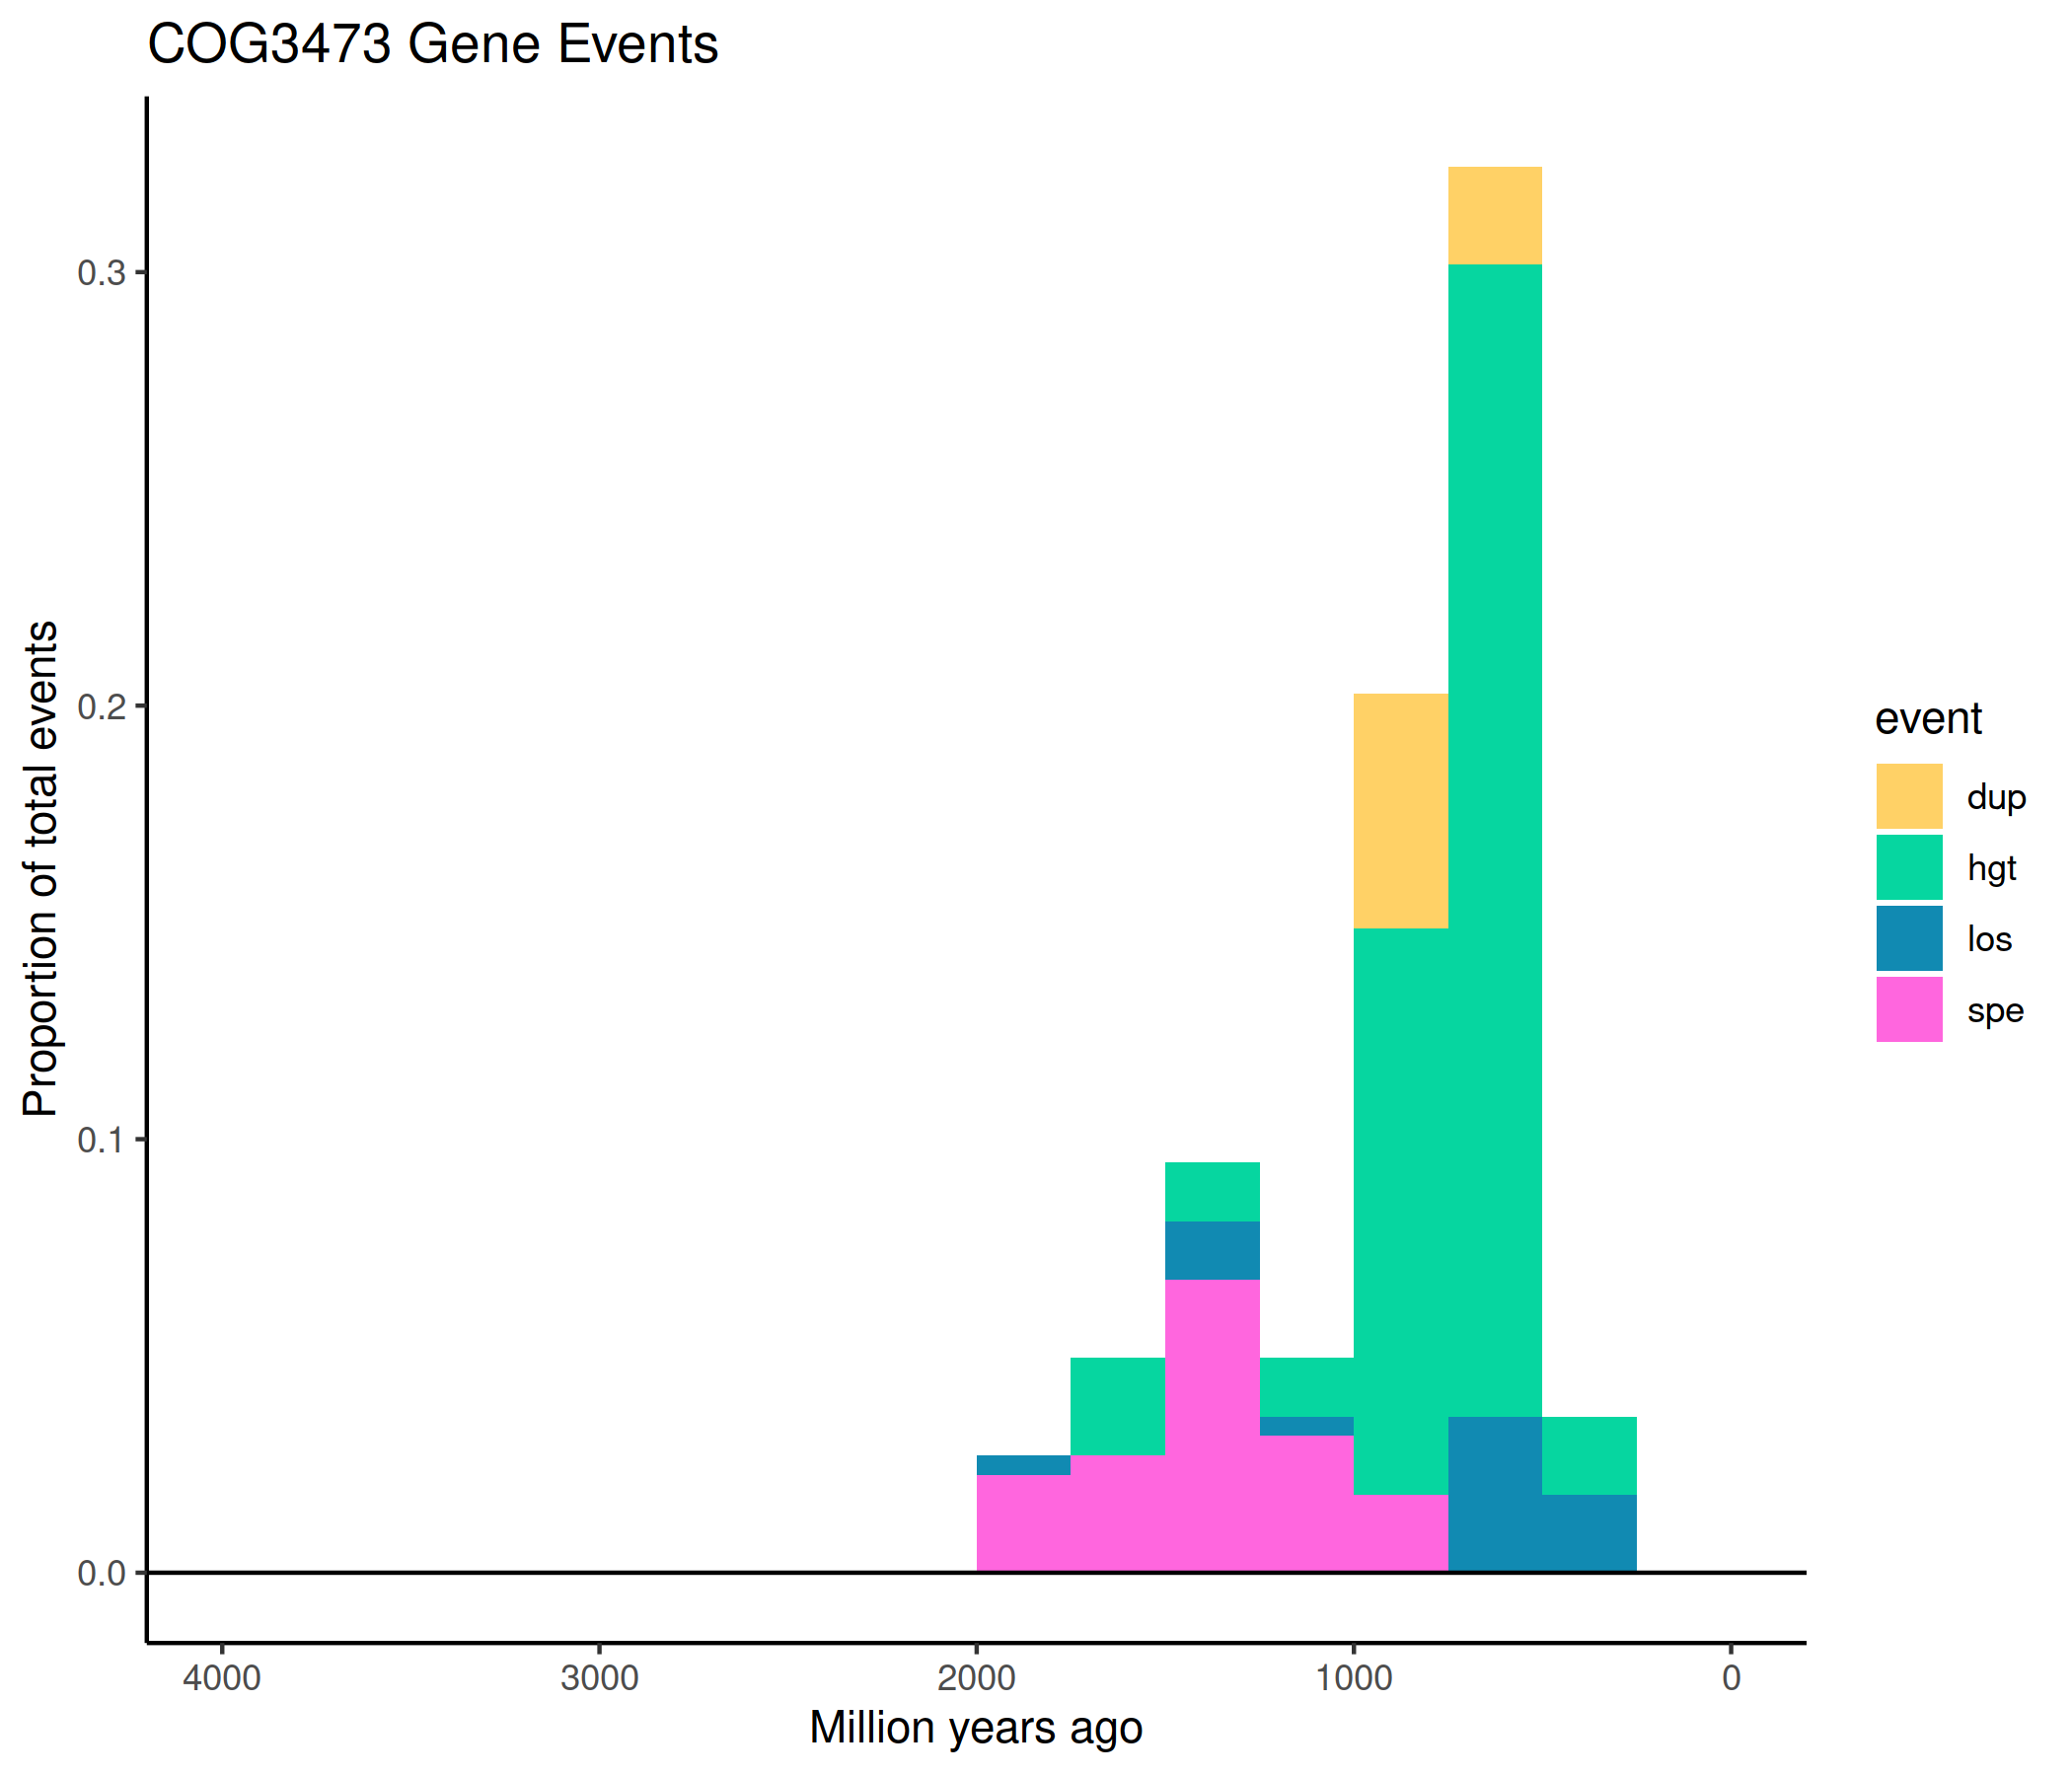 COG3473 Gene Events
Proportion of total events
0.3
0.2
0.1
0.0
4000 3000 2000 1000 0
Million years ago
event
dup
hgt
los
spe